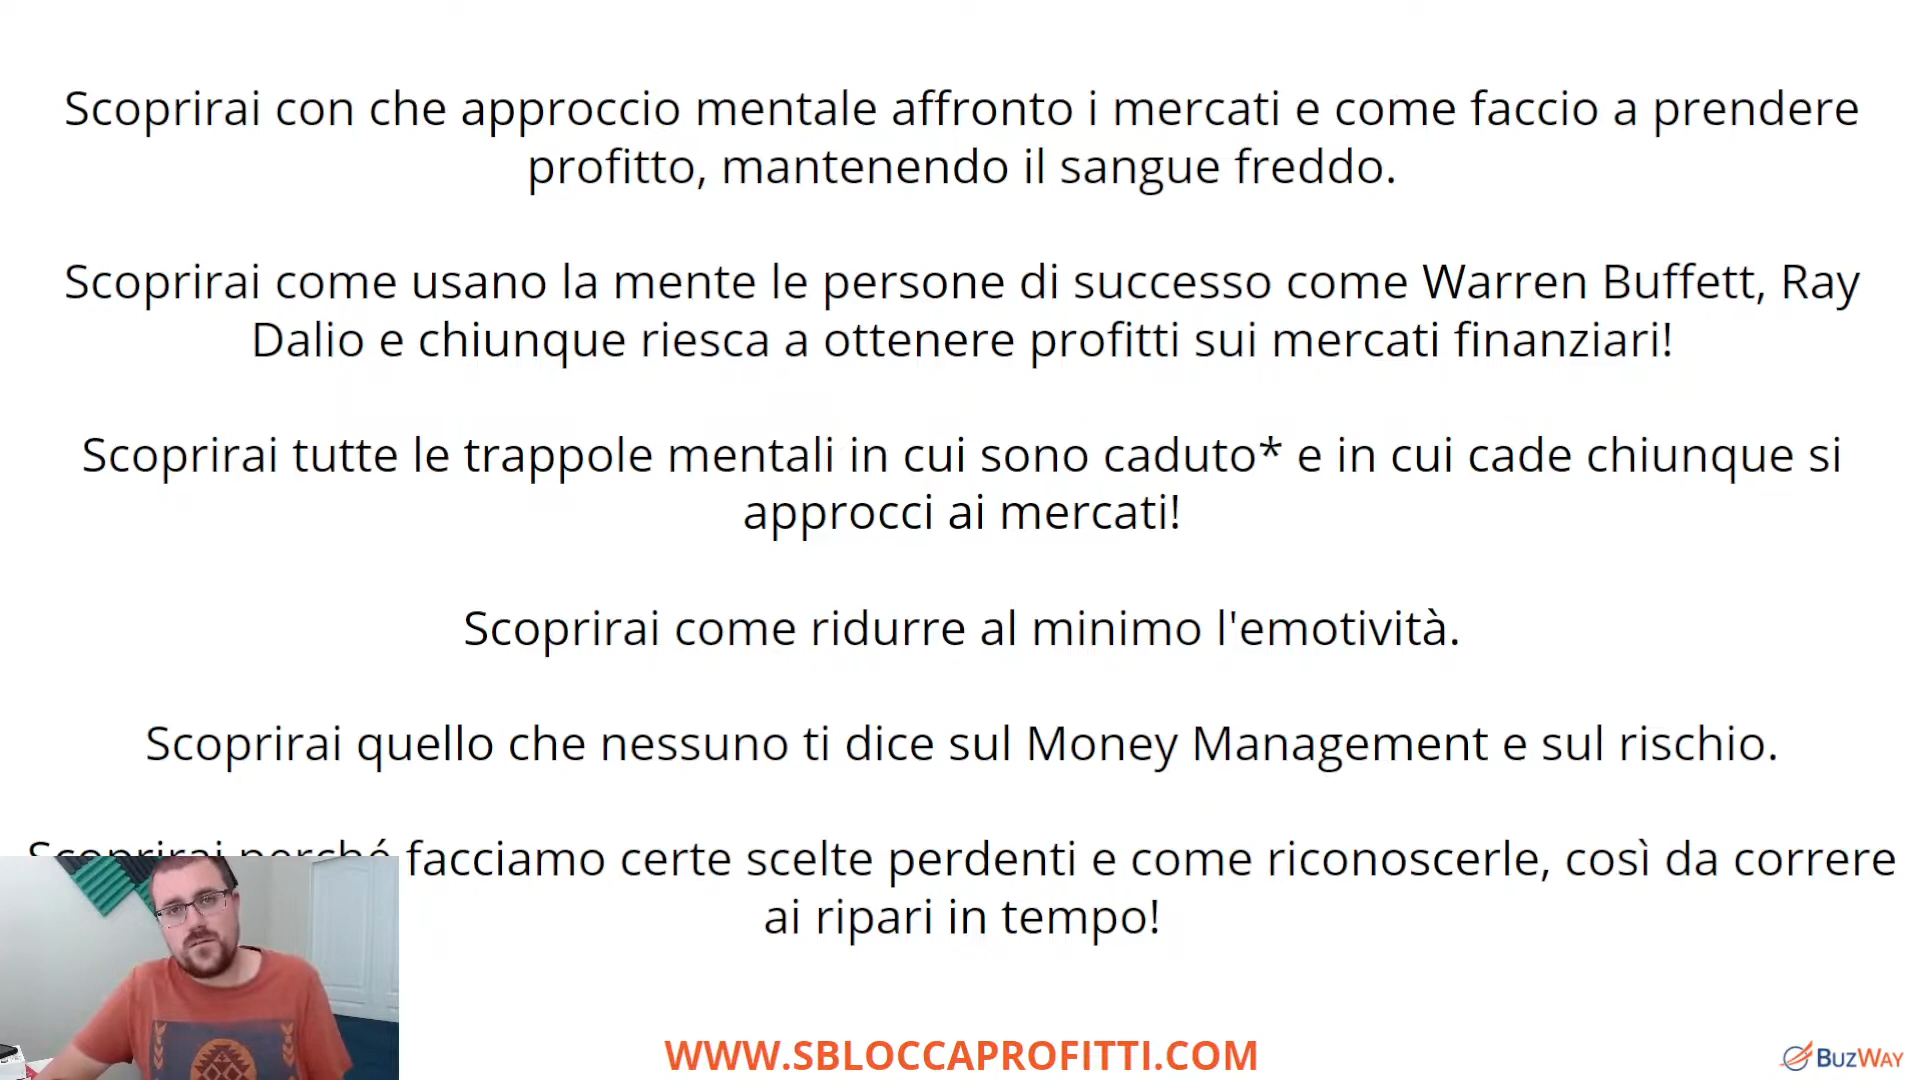 Scoprirai con che approccio mentale affronto i mercati e come faccio a prendere
profitto, mantenendo il sangue freddo.
Scoprirai come usano la mente le persone di successo come Warren Buffett, Ray
Dalio e chiunque riesca a ottenere profitti sui mercati finanziari!
Scoprirai tutte le trappole mentali in cui sono caduto* e in cui cade chiunque si
approcci ai mercati!
Scoprirai come ridurre al minimo l'emotività.
Scoprirai quello che nessuno ti dice sul Money Management e sul rischio.
Scoprirai perché facciamo certe scelte perdenti e come riconoscerle, così da correre
ai ripari in tempo!
WWW.SBLOCCAPROFITTI.COM
BUZWAY